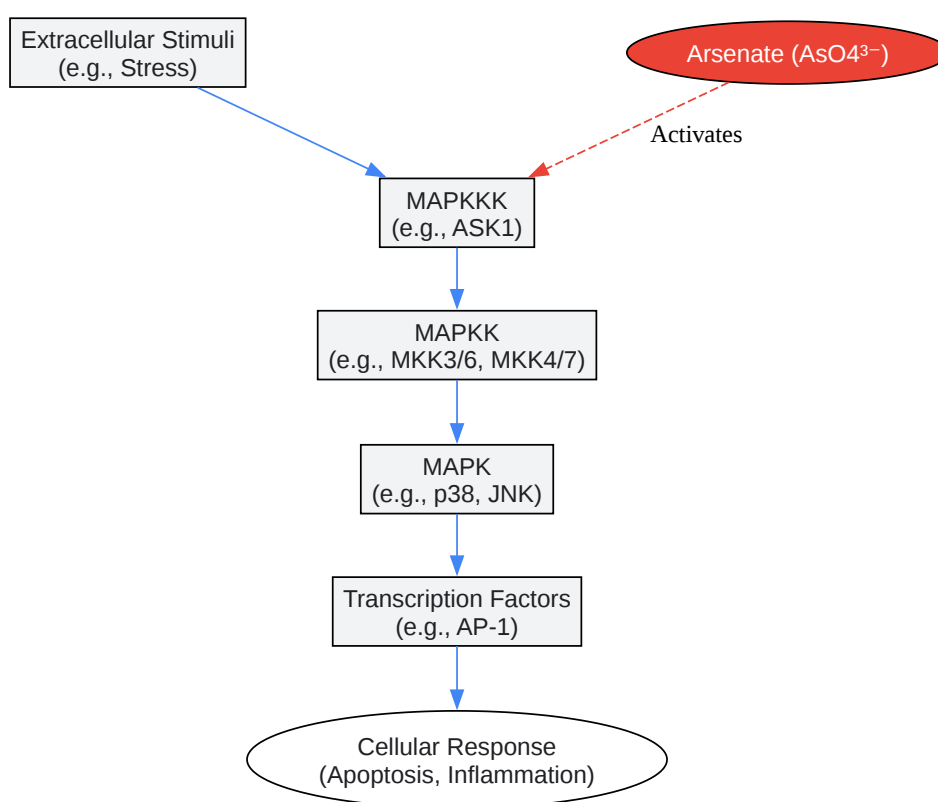 Extracellular Stimuli
(e.g., Stress)
Arsenate (AsO4³⁻)
Activates
MAPKKK
(e.g., ASK1)
MAPKK
(e.g., MKK3/6, MKK4/7)
MAPK
(e.g., p38, JNK)
Transcription Factors
(e.g., AP-1)
Cellular Response
(Apoptosis, Inflammation)